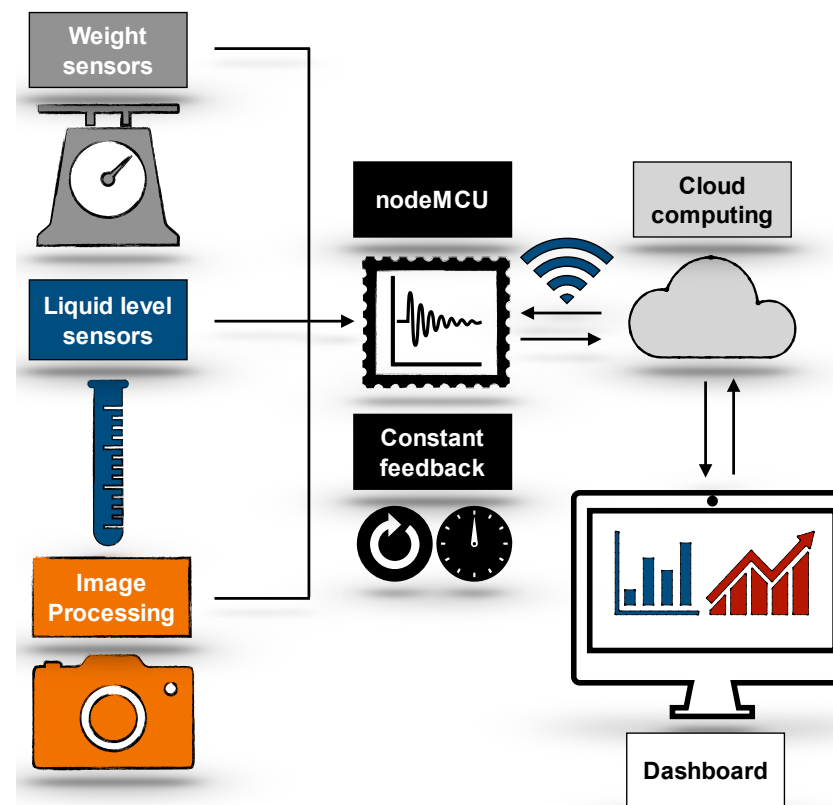 Weight
sensors
nodeMCU
Cloud
computing
Liquid level
sensors
Constant
feedback
Image
Processing
Dashboard